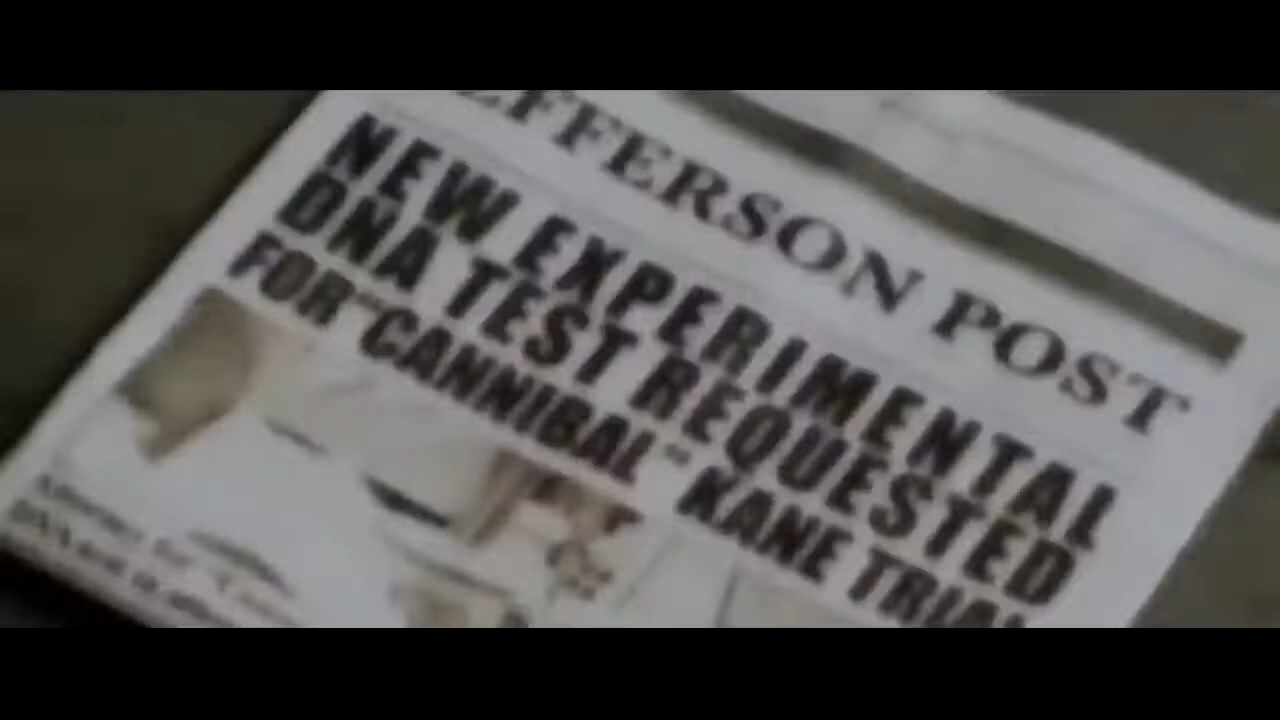 EFFERSON POST
NEW EXPERIMENTAL
DNA TEST REQUESTED
FOR "CANNIBAL" KANE TRIAL